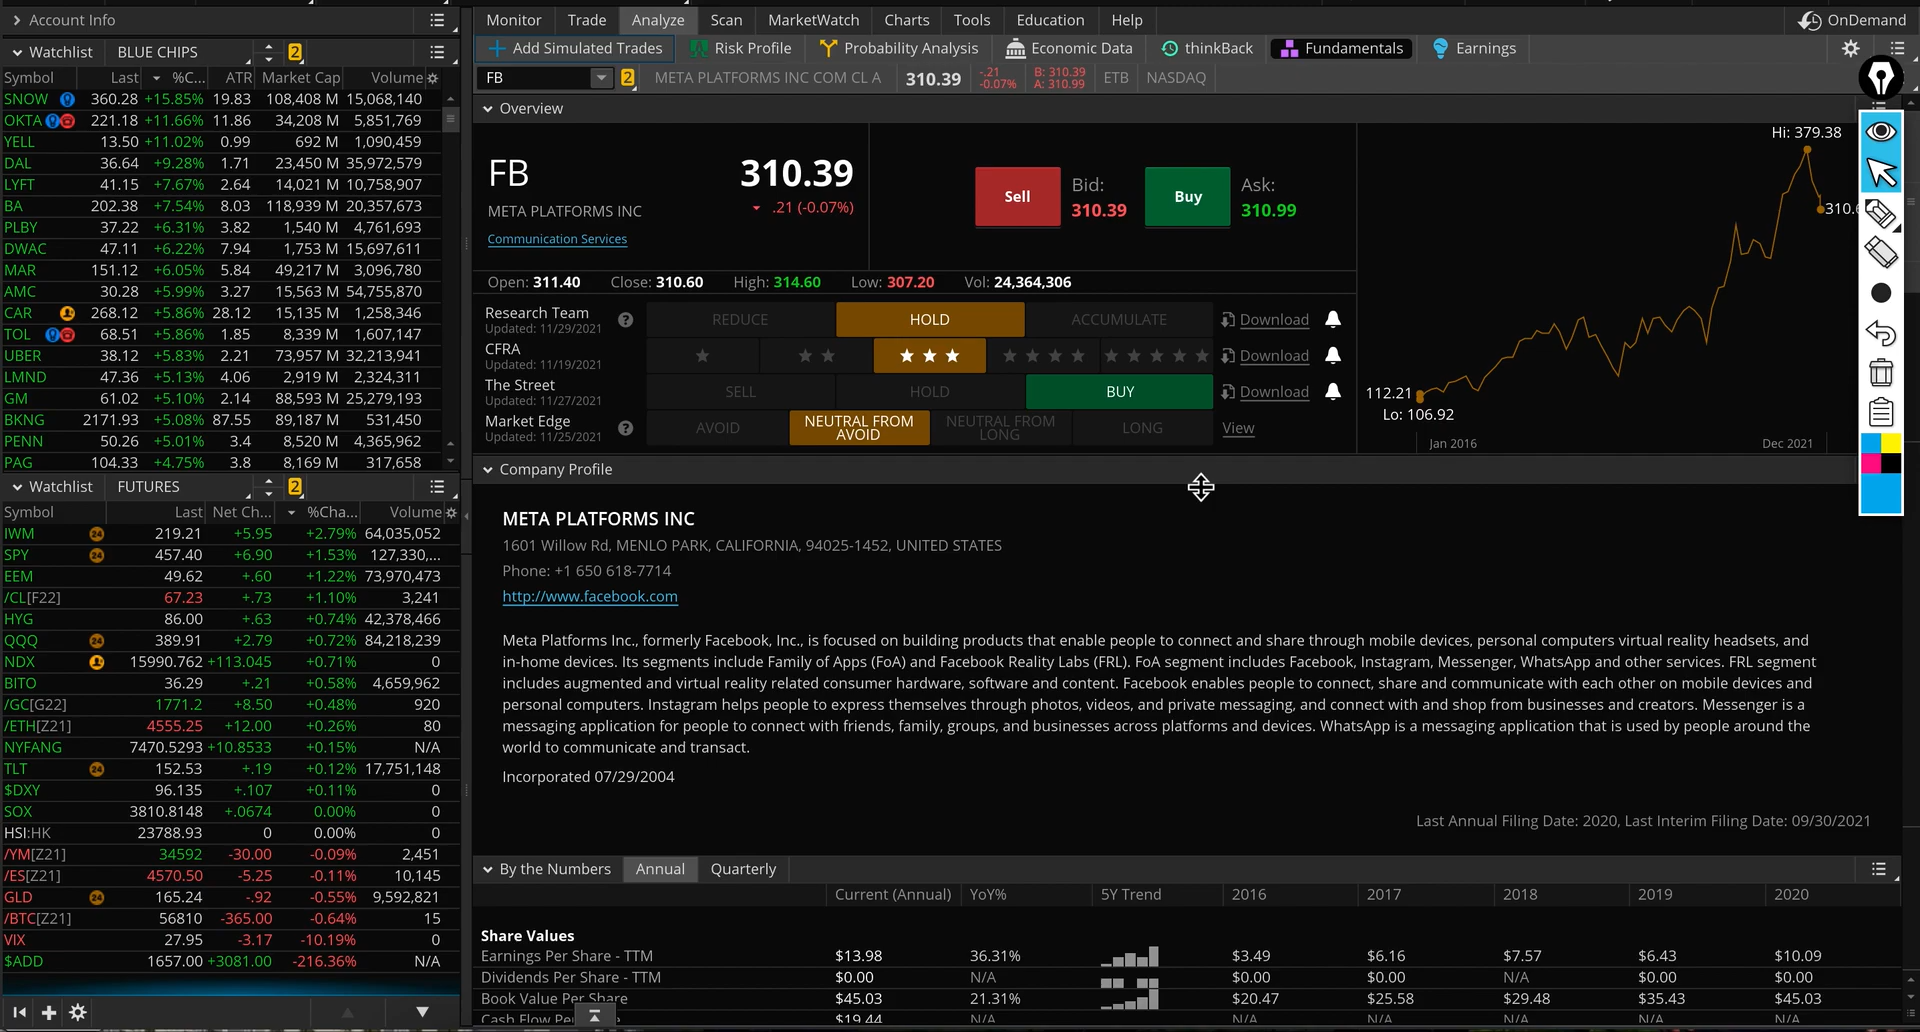 Account Info
Monitor Trade Analyze Scan MarketWatch Charts Tools Education Help OnDemand
Watchlist BLUE CHIPS 2
Add Simulated Trades Risk Profile Probability Analysis Economic Data thinkBack Fundamentals Earnings
FB 2 META PLATFORMS INC COM CL A 310.39 -.21 -0.07% B: 310.39 A: 310.99 ETB NASDAQ
Symbol Last %C... ATR Market Cap Volume
SNOW 360.28 +15.85% 19.83 108,408 M 15,068,140
OKTA 221.18 +11.66% 11.86 34,208 M 5,851,769
YELL 13.50 +11.02% 0.99 692 M 1,090,459
DAL 36.64 +9.28% 1.71 23,450 M 35,972,579
LYFT 41.15 +7.67% 2.64 14,021 M 10,758,907
BA 202.38 +7.54% 8.03 118,939 M 20,357,673
PLBY 37.22 +6.31% 3.82 1,540 M 4,761,693
DWAC 47.11 +6.22% 7.94 1,753 M 15,697,611
MAR 151.12 +6.05% 5.84 49,217 M 3,096,780
AMC 30.28 +5.99% 3.27 15,563 M 54,755,870
CAR 268.12 +5.86% 28.12 15,135 M 1,258,346
TOL 68.51 +5.86% 1.85 8,339 M 1,607,147
UBER 38.12 +5.83% 2.21 73,957 M 32,213,941
LMND 47.36 +5.13% 4.06 2,919 M 2,324,311
GM 61.02 +5.10% 2.14 88,593 M 25,279,193
BKNG 2171.93 +5.08% 87.55 89,187 M 531,450
PENN 50.26 +5.01% 3.4 8,520 M 4,365,962
PAG 104.33 +4.75% 3.8 8,169 M 317,658
Watchlist FUTURES 2
Symbol Last Net Ch... %Cha... Volume
IWM 24 219.21 +5.95 +2.79% 64,035,052
SPY 24 457.40 +6.90 +1.53% 127,330,...
EEM 49.62 +.60 +1.22% 73,970,473
/CL[F22] 67.23 +.73 +1.10% 3,241
HYG 86.00 +.63 +0.74% 42,378,466
QQQ 24 389.91 +2.79 +0.72% 84,218,239
NDX 15990.762 +113.045 +0.71% 0
BITO 36.29 +.21 +0.58% 4,659,962
/GC[G22] 1771.2 +8.50 +0.48% 920
/ETH[Z21] 4555.25 +12.00 +0.26% 80
NYFANG 7470.5293 +10.8533 +0.15% N/A
TLT 24 152.53 +.19 +0.12% 17,751,148
$DXY 96.135 +.107 +0.11% 0
SOX 3810.8148 +.0674 0.00% 0
HSI:HK 23788.93 0 0.00% 0
/YM[Z21] 34592 -30.00 -0.09% 2,451
/ES[Z21] 4570.50 -5.25 -0.11% 10,145
GLD 24 165.24 -.92 -0.55% 9,592,821
/BTC[Z21] 56810 -365.00 -0.64% 15
VIX 27.95 -3.17 -10.19% 0
$ADD 1657.00 +3081.00 -216.36% N/A
Overview
FB 310.39
META PLATFORMS INC .21 (-0.07%)
Communication Services
Sell Bid: 310.39 Buy Ask: 310.99
Open: 311.40 Close: 310.60 High: 314.60 Low: 307.20 Vol: 24,364,306
Research Team Updated: 11/29/2021 ? REDUCE HOLD ACCUMULATE Download
CFRA Updated: 11/19/2021 Download
The Street Updated: 11/27/2021 SELL HOLD BUY Download
Market Edge Updated: 11/25/2021 ? AVOID NEUTRAL FROM AVOID NEUTRAL FROM LONG LONG View
Hi: 379.38
310.6
112.21
Lo: 106.92
Jan 2016 Dec 2021
Company Profile
META PLATFORMS INC
1601 Willow Rd, MENLO PARK, CALIFORNIA, 94025-1452, UNITED STATES
Phone: +1 650 618-7714
http://www.facebook.com
Meta Platforms Inc., formerly Facebook, Inc., is focused on building products that enable people to connect and share through mobile devices, personal computers virtual reality headsets, and
in-home devices. Its segments include Family of Apps (FoA) and Facebook Reality Labs (FRL). FoA segment includes Facebook, Instagram, Messenger, WhatsApp and other services. FRL segment
includes augmented and virtual reality related consumer hardware, software and content. Facebook enables people to connect, share and communicate with each other on mobile devices and
personal computers. Instagram helps people to express themselves through photos, videos, and private messaging, and connect with and shop from businesses and creators. Messenger is a
messaging application for people to connect with friends, family, groups, and businesses across platforms and devices. WhatsApp is a messaging application that is used by people around the
world to communicate and transact.
Incorporated 07/29/2004
Last Annual Filing Date: 2020, Last Interim Filing Date: 09/30/2021
By the Numbers Annual Quarterly
Current (Annual) YoY% 5Y Trend 2016 2017 2018 2019 2020
Share Values
Earnings Per Share - TTM $13.98 36.31% $3.49 $6.16 $7.57 $6.43 $10.09
Dividends Per Share - TTM $0.00 N/A $0.00 $0.00 N/A $0.00 $0.00
Book Value Per Share $45.03 21.31% $20.47 $25.58 $29.48 $35.43 $45.03
Cash Flow Per $19.44 N/A N/A N/A N/A N/A N/A